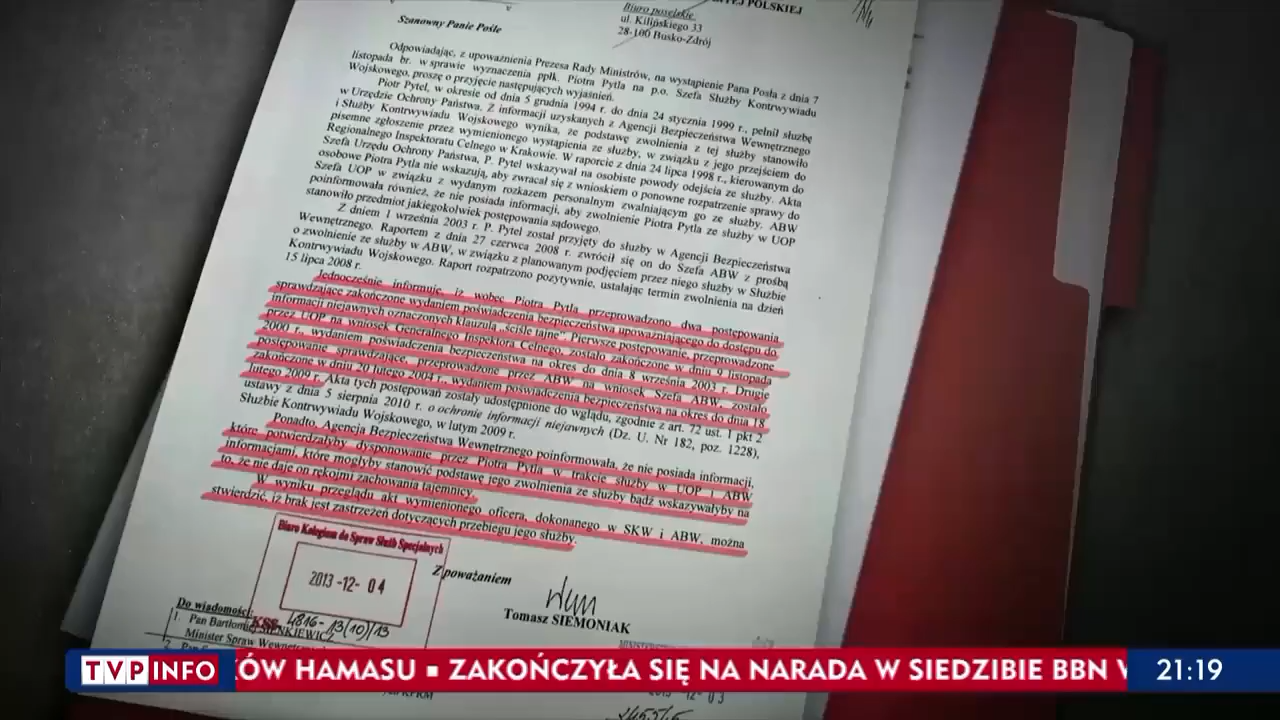 EJ POLSKIEJ
Biuro poselskie
ul. Kilińskiego 33
28-100 Busko-Zdrój
Szanowny Panie Pośle
Odpowiadając, z upoważnienia Prezesa Rady Ministrów, na wystąpienie Pana Posła z dnia 7
listopada br. w sprawie wyznaczenia ppłk. Piotra Pytla na p.o. Szefa Służby Kontrwywiadu
Wojskowego, proszę o przyjęcie następujących wyjaśnień.
Piotr Pytel, w okresie od dnia 5 grudnia 1994 r. do dnia 24 stycznia 1999 r., pełnił służbę
w Urzędzie Ochrony Państwa. Z informacji uzyskanych z Agencji Bezpieczeństwa Wewnętrznego
i Służby Kontrwywiadu Wojskowego wynika, że podstawę zwolnienia z tej służby stanowiło
pisemne zgłoszenie przez wymienionego wystąpienia ze służby, w związku z jego przejściem do
Regionalnego Inspektoratu Celnego w Krakowie. W raporcie z dnia 24 lipca 1998 r., kierowanym do
Szefa Urzędu Ochrony Państwa, P. Pytel wskazywał na osobiste powody odejścia ze służby. Akta
osobowe Piotra Pytla nie wskazują, aby zwracał się z wnioskiem o ponowne rozpatrzenie sprawy do
Szefa UOP w związku z wydanym rozkazem personalnym zwalniającym go ze służby. ABW
poinformowała również, że nie posiada informacji, aby zwolnienie Piotra Pytla ze służby w UOP
stanowiło przedmiot jakiegokolwiek postępowania sądowego.
Z dniem 1 września 2003 r. P. Pytel został przyjęty do służby w Agencji Bezpieczeństwa
Wewnętrznego. Raportem z dnia 27 czerwca 2008 r. zwrócił się on do Szefa ABW z prośbą
o zwolnienie ze służby w ABW, w związku z planowanym podjęciem przez niego służby w Służbie
Kontrwywiadu Wojskowego. Raport rozpatrzono pozytywnie, ustalając termin zwolnienia na dzień
15 lipca 2008 r.
Jednocześnie informuję, iż wobec Piotra Pytla przeprowadzono dwa postępowania
sprawdzające zakończone wydaniem poświadczenia bezpieczeństwa upoważniającego do dostępu do
informacji niejawnych oznaczonych klauzulą „ściśle tajne”. Pierwsze postępowanie, przeprowadzone
przez UOP na wniosek Generalnego Inspektora Celnego, zostało zakończone w dniu 9 listopada
2000 r., wydaniem poświadczenia bezpieczeństwa na okres do dnia 8 września 2003 r. Drugie
postępowanie sprawdzające, przeprowadzone przez ABW na wniosek Szefa ABW, zostało
zakończone w dniu 20 lutego 2004 r., wydaniem poświadczenia bezpieczeństwa na okres do dnia 18
lutego 2009 r. Akta tych postępowań zostały udostępnione do wglądu, zgodnie z art. 72 ust. 1 pkt 2
ustawy z dnia 5 sierpnia 2010 r. o ochronie informacji niejawnych (Dz. U. Nr 182, poz. 1228),
Służbie Kontrwywiadu Wojskowego, w lutym 2009 r.
Ponadto, Agencja Bezpieczeństwa Wewnętrznego poinformowała, że nie posiada informacji,
które potwierdzałyby dysponowanie przez Piotra Pytla w trakcie służby w UOP i ABW
informacjami, które mogłyby stanowić podstawę jego zwolnienia ze służby bądź wskazywałyby na
to, że nie daje on rękojmi zachowania tajemnicy.
W wyniku przeglądu akt wymienionego oficera, dokonanego w SKW i ABW, można
stwierdzić, iż brak jest zastrzeżeń dotyczących przebiegu jego służby.
Biuro Kolegium do Spraw Służb Specjalnych
2013 -12- 04
KSS 4816-13(10)/13
Z poważaniem
Tomasz SIEMONIAK
Do wiadomości:
1. Pan Bartłomiej SIENKIEWICZ
Minister Spraw Wewnę
2.
TVP INFO
KÓW HAMASU ▪ ZAKOŃCZYŁA SIĘ NA NARADA W SIEDZIBIE BBN W
21:19